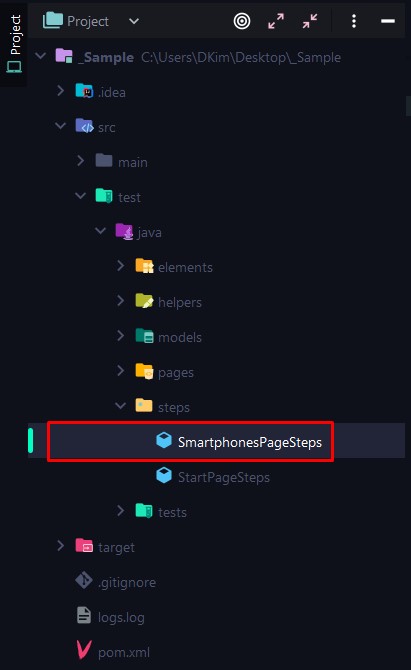 Project
Project
_Sample C:\Users\DKim\Desktop\_Sample
.idea
src
main
test
java
elements
helpers
models
pages
steps
SmartphonesPageSteps
StartPageSteps
tests
target
.gitignore
logs.log
pom.xml